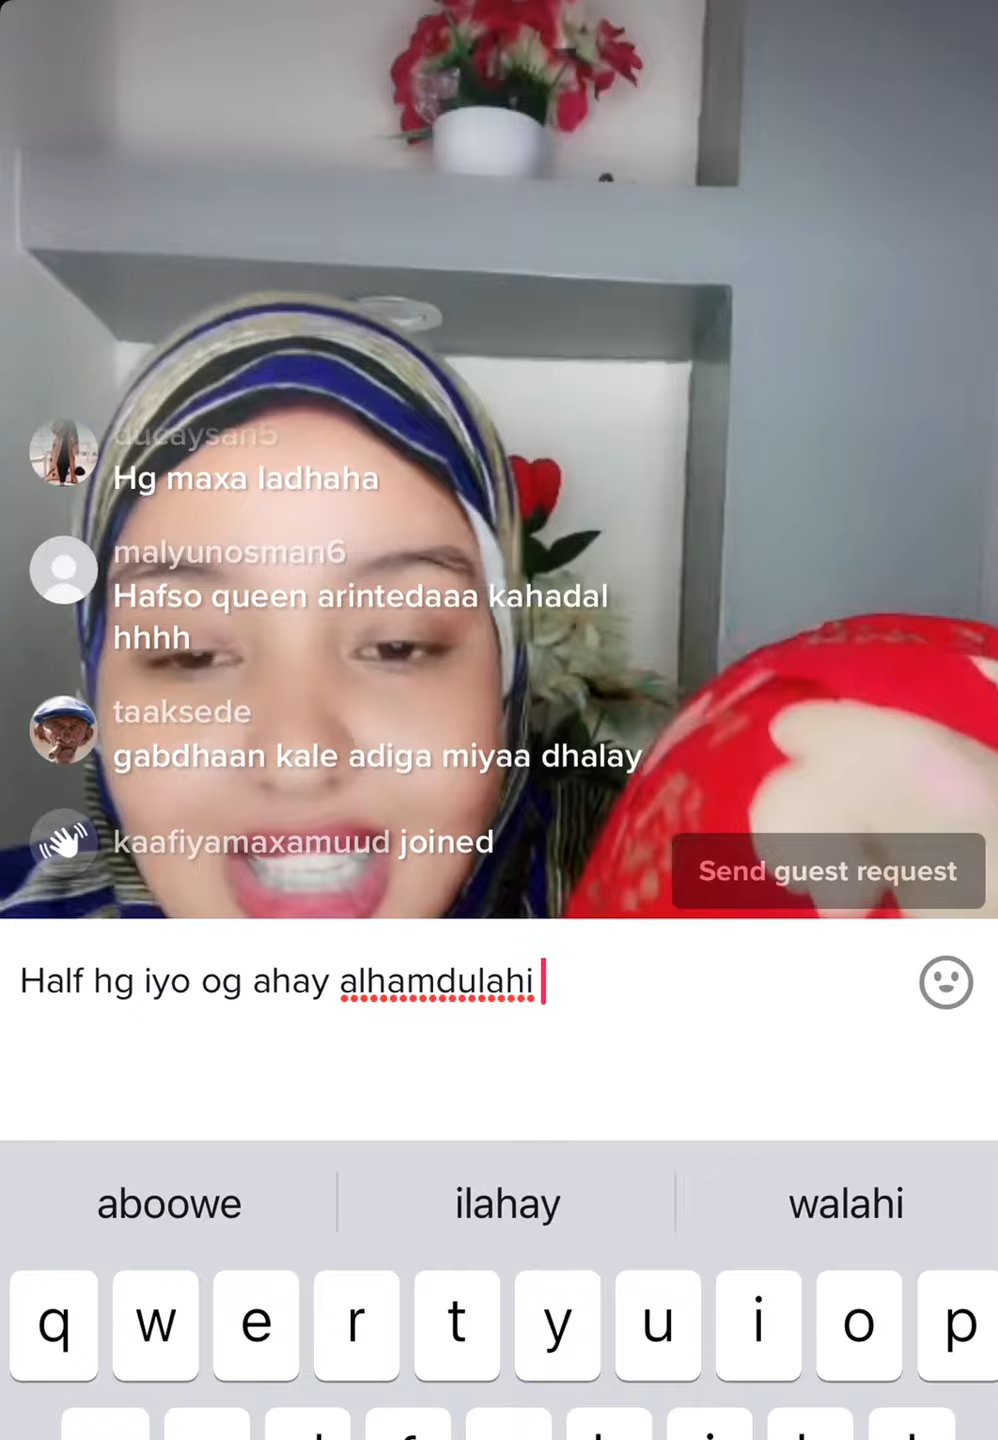 ducaysan5
Hg maxa ladhaha
malyunosman6
Hafso queen arintedaaa kahadal
hhhh
taaksede
gabdhaan kale adiga miyaa dhalay
kaafiyamaxamuud joined
Send guest request
Half hg iyo og ahay alhamdulahi
aboowe ilahay walahi
q w e r t y u i o p